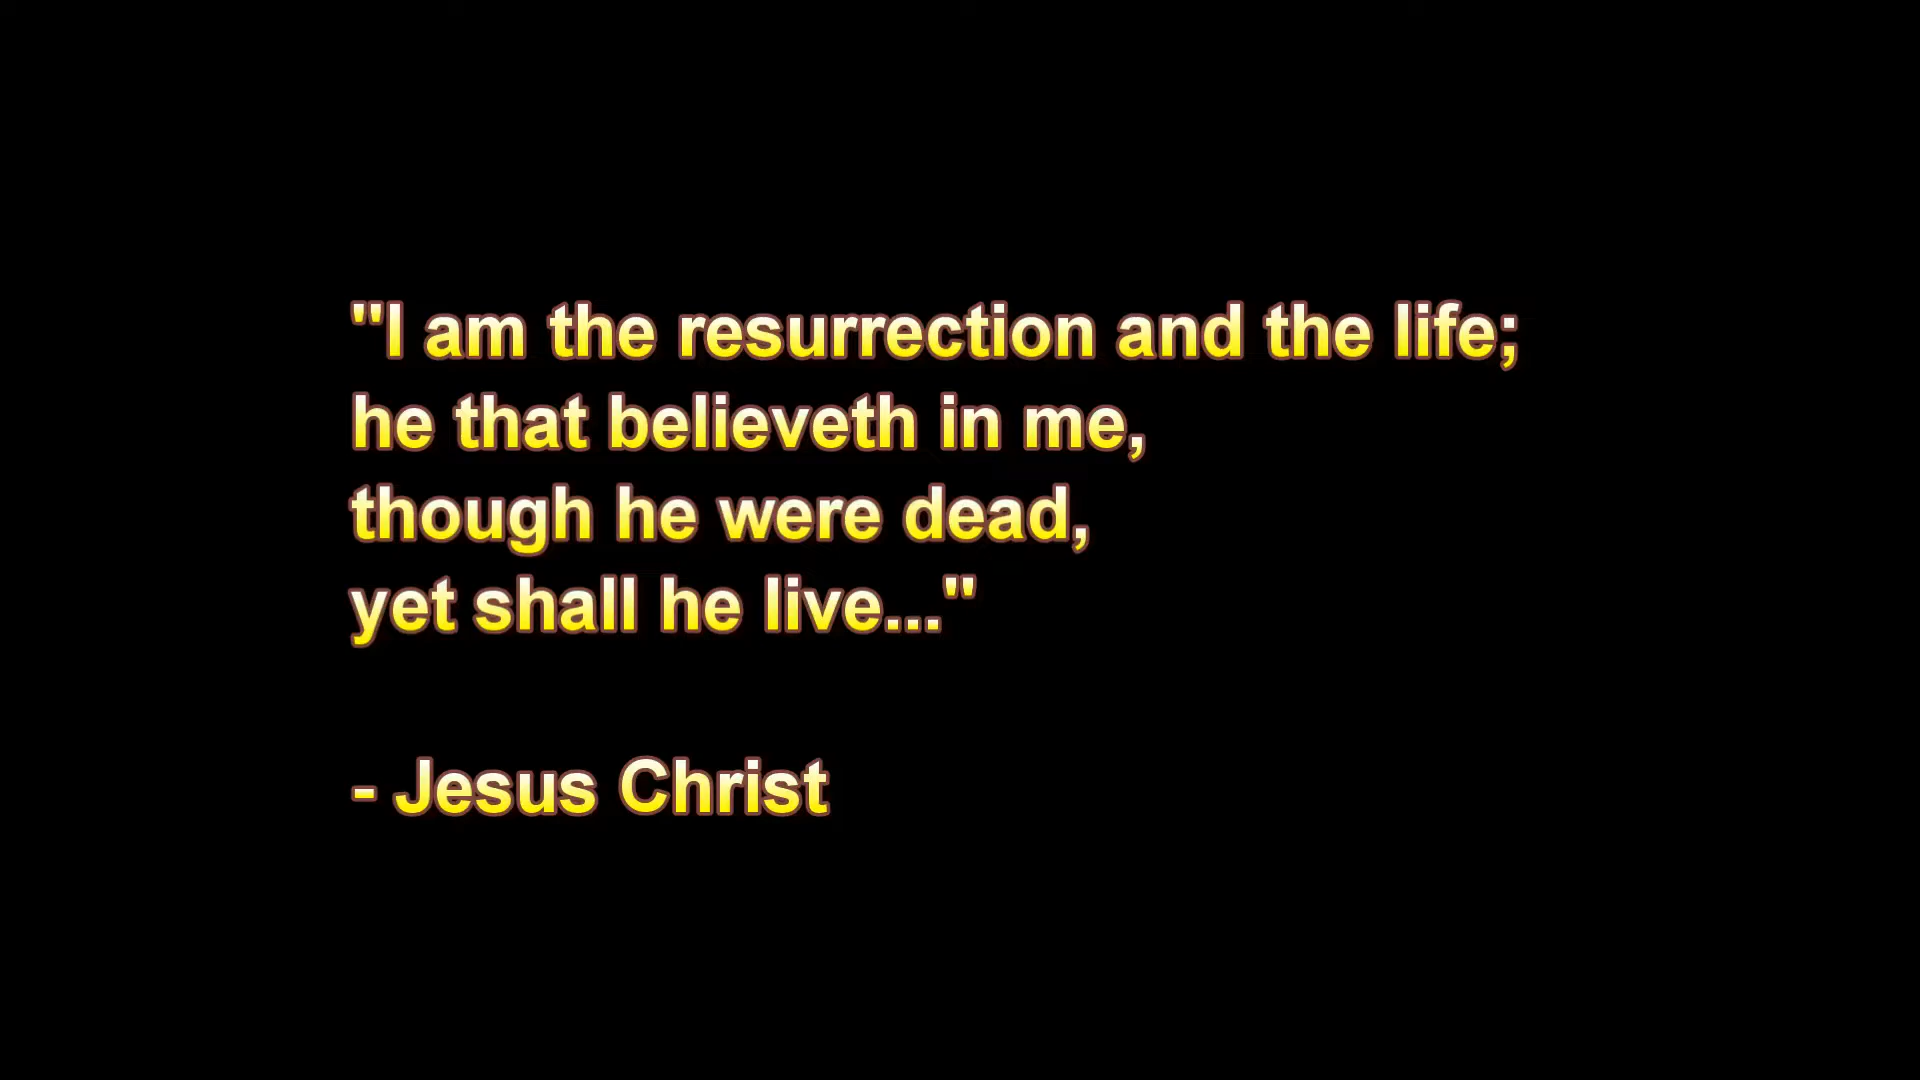 "I am the resurrection and the life;
he that believeth in me,
though he were dead,
yet shall he live..."
- Jesus Christ